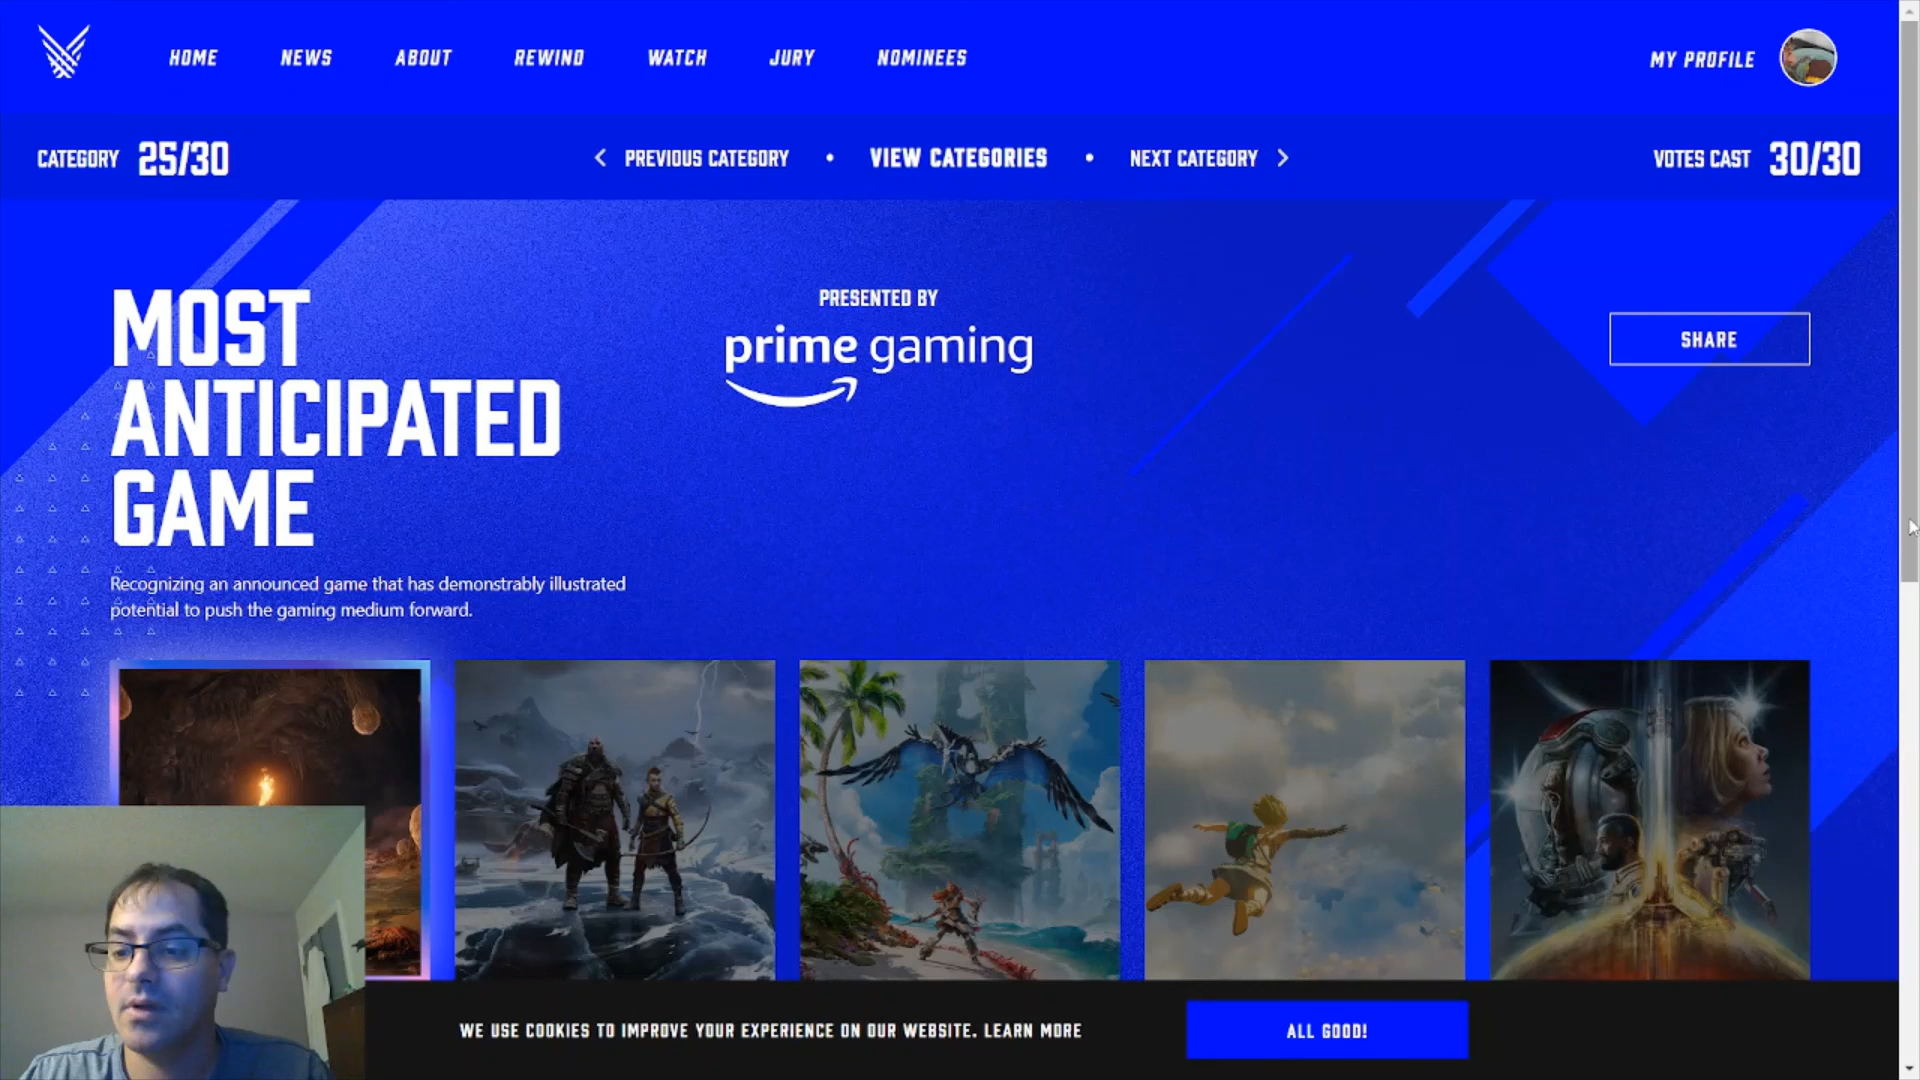 HOME NEWS ABOUT REWIND WATCH JURY NOMINEES MY PROFILE
CATEGORY 25/30 PREVIOUS CATEGORY • VIEW CATEGORIES • NEXT CATEGORY VOTES CAST 30/30
MOST
ANTICIPATED
GAME
PRESENTED BY
prime gaming
SHARE
Recognizing an announced game that has demonstrably illustrated
potential to push the gaming medium forward.
WE USE COOKIES TO IMPROVE YOUR EXPERIENCE ON OUR WEBSITE. LEARN MORE
ALL GOOD!